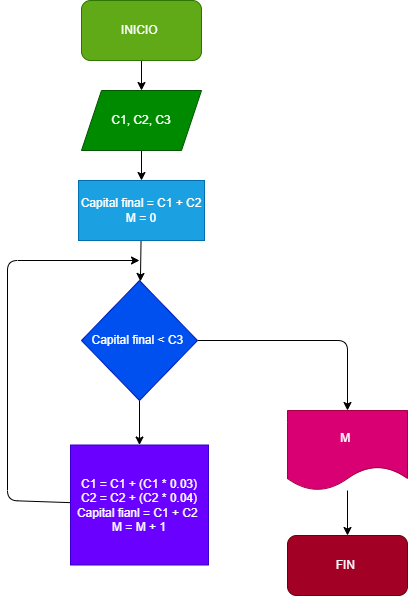 INICIO
C1, C2, C3
Capital final = C1 + C2
M = 0
Capital final < C3
C1 = C1 + (C1 * 0.03)
C2 = C2 + (C2 * 0.04)
Capital fianl = C1 + C2
M = M + 1
M
FIN